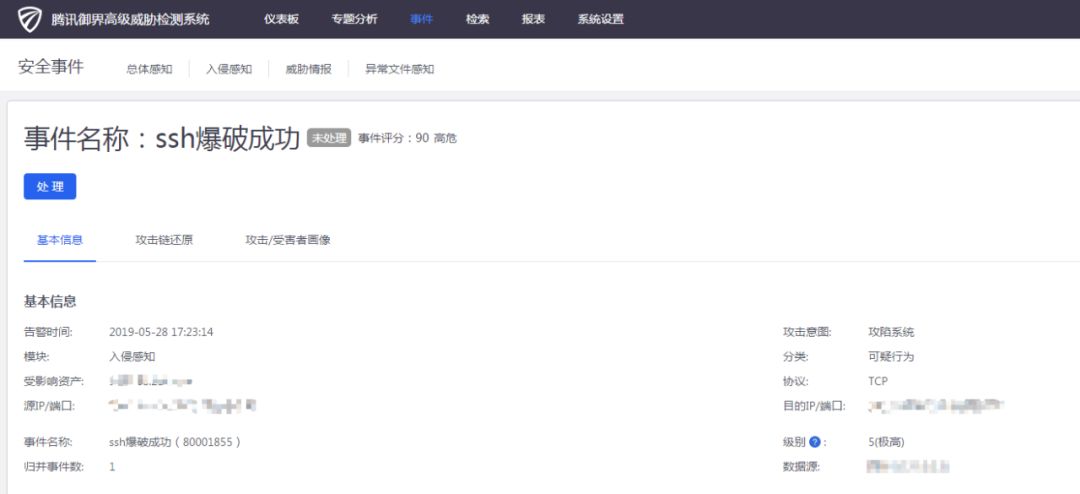 腾讯御界高级威胁检测系统 仪表板 专题分析 事件 检索 报表 系统设置
安全事件 总体感知 入侵感知 威胁情报 异常文件感知
事件名称：ssh爆破成功 未处理 事件评分：90 高危
处 理
基本信息 攻击链还原 攻击/受害者画像
基本信息
告警时间: 2019-05-28 17:23:14 攻击意图: 攻陷系统
模块: 入侵感知 分类: 可疑行为
受影响资产: 协议: TCP
源IP/端口: 目的IP/端口:
事件名称: ssh爆破成功（80001855） 级别 ? : 5(极高)
归并事件数: 1 数据源: